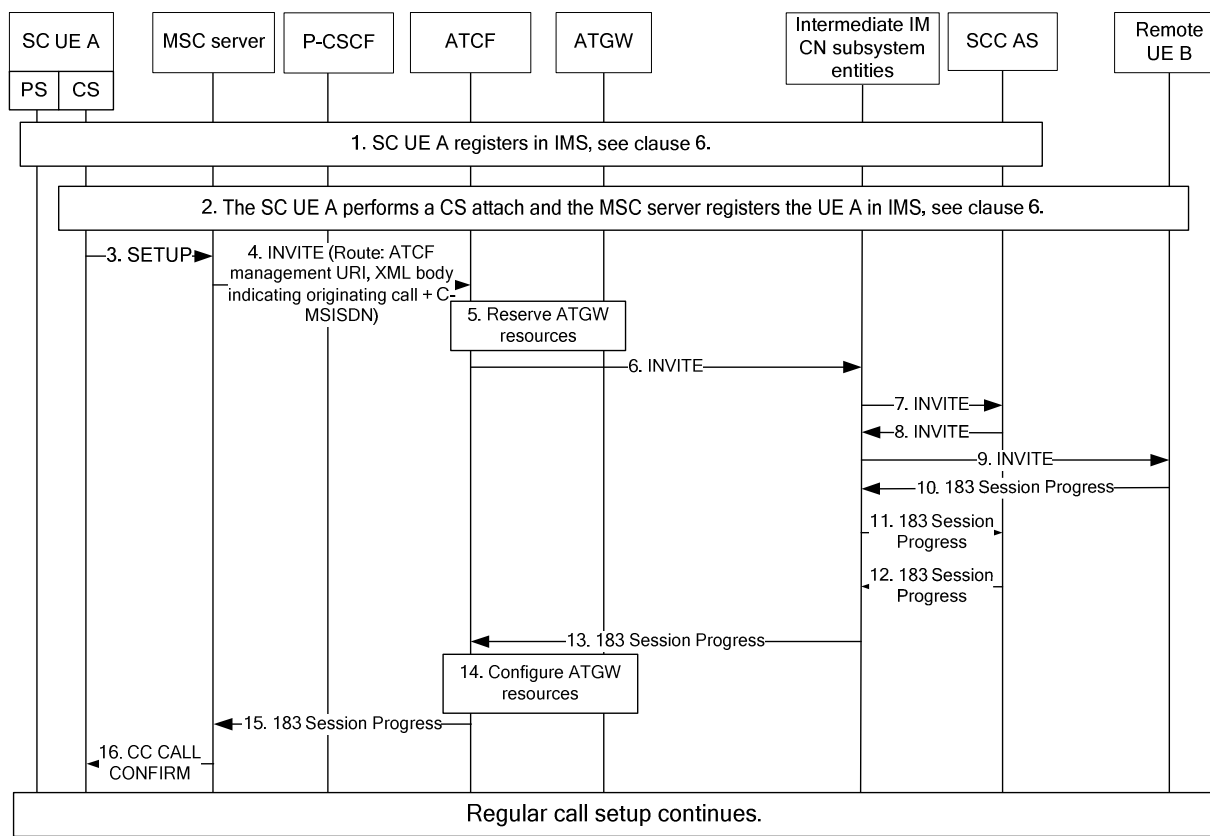 SC UE A
MSC server
P-CSCF
ATCF
ATGW
Intermediate IM
CN subsystem
entities
SCC AS
Remote
UE B
PS
CS
1. SC UE A registers in IMS, see clause 6.
2. The SC UE A performs a CS attach and the MSC server registers the UE A in IMS, see clause 6.
3. SETUP
4. INVITE (Route: ATCF
management URI, XML body
indicating originating call + C-
MSISDN)
5. Reserve ATGW
resources
6. INVITE
7. INVITE
8. INVITE
9. INVITE
10. 183 Session Progress
11. 183 Session
Progress
12. 183 Session
Progress
13. 183 Session Progress
14. Configure ATGW
resources
15. 183 Session Progress
16. CC CALL
CONFIRM
Regular call setup continues.